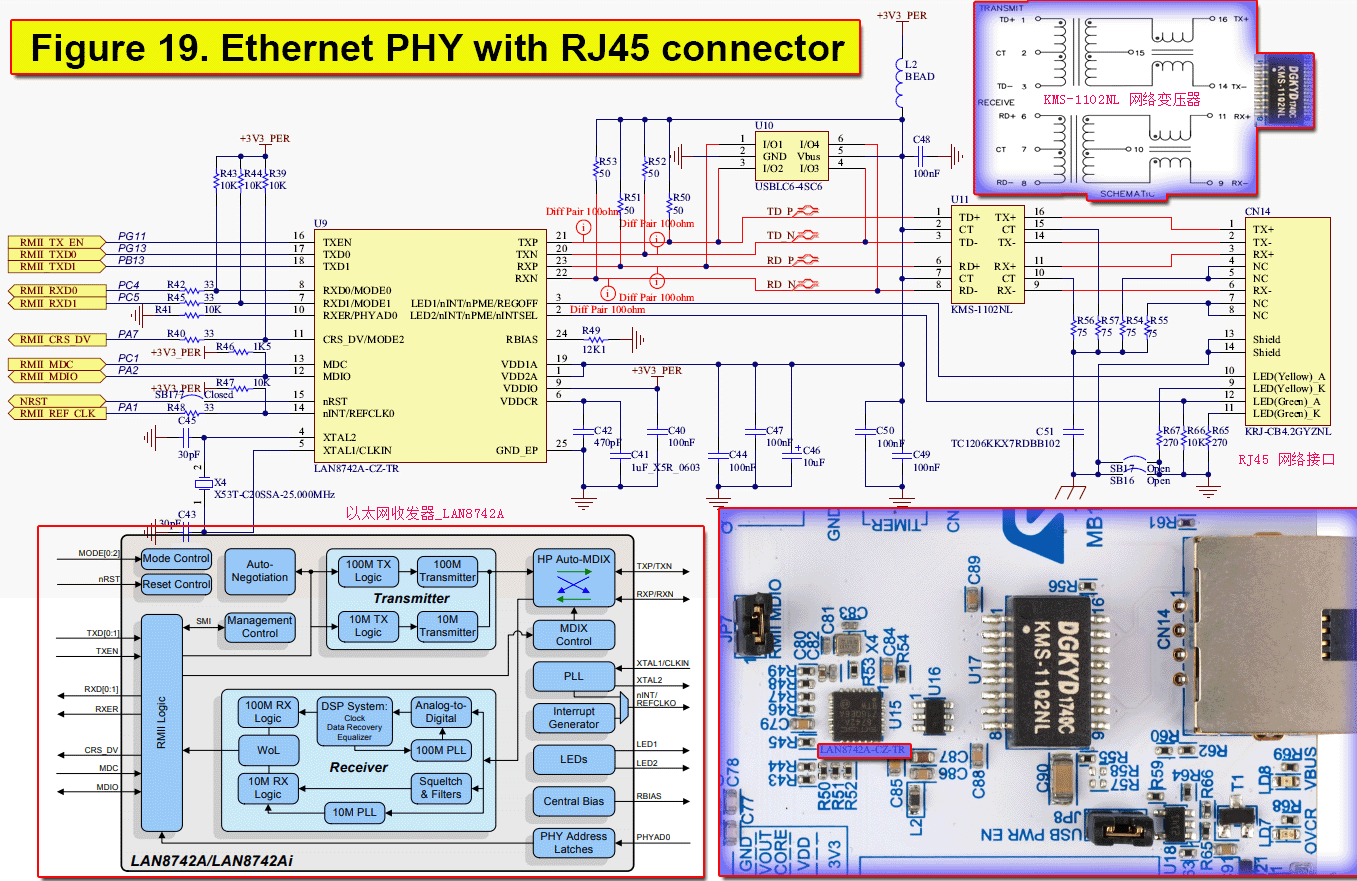 Figure 19. Ethernet PHY with RJ45 connector
+3V3_PER
L2
BEAD
TRANSMIT
TD+ 1
16 TX+
CT 2
15
TD- 3
14 TX-
RECEIVE
KMS-1102NL 网络变压器
RD+ 6
11 RX+
CT 7
10
RD- 8
9 RX-
SCHEMATIC
DGKYD 1740C
KMS-1102NL
+3V3_PER
R43 R44 R39
10K 10K 10K
R53
50
R52
50
R51
50
R50
50
U10
1 I/O1 I/O4 6
2 GND Vbus 5
3 I/O2 I/O3 4
USBLC6-4SC6
C48
100nF
Diff Pair 100ohm
Diff Pair 100ohm
Diff Pair 100ohm
Diff Pair 100ohm
TD_P
TD_N
RD_P
RD_N
RMII_TX_EN PG11
RMII_TXD0 PG13
RMII_TXD1 PB13
RMII_RXD0 PC4 R42 33
RMII_RXD1 PC5 R45 33
R41 10K
RMII_CRS_DV PA7 R40 33
+3V3_PER R46 1K5
RMII_MDC PC1
RMII_MDIO PA2
+3V3_PER R47 10K
SB177 Closed
NRST
RMII_REF_CLK PA1 R48 33
C45
30pF
X4
X53T-C20SSA-25.000MHz
2
1
C43
30pF
U9
16 TXEN
17 TXD0
18 TXD1
8 RXD0/MODE0
7 RXD1/MODE1
10 RXER/PHYAD0
11 CRS_DV/MODE2
13 MDC
12 MDIO
15 nRST
14 nINT/REFCLK0
4 XTAL2
5 XTAL1/CLKIN
TXP 21
TXN 20
RXP 23
RXN 22
LED1/nINT/nPME/REGOFF 3
LED2/nINT/nPME/nINTSEL 2
RBIAS 24
VDD1A 19
VDD2A 1
VDDIO 9
VDDCR 6
GND_EP 25
LAN8742A-CZ-TR
以太网收发器_LAN8742A
R49
12K1
+3V3_PER
C42
470pF
C41
1uF_X5R_0603
C40
100nF
C44
100nF
C47
100nF
C46
10uF
C50
100nF
C49
100nF
U11
1 TD+ TX+ 16
2 CT CT 15
3 TD- TX- 14
6 RD+ RX+ 11
7 CT CT 10
8 RD- RX- 9
KMS-1102NL
R56 R57 R54 R55
75 75 75 75
C51
TC1206KKX7RDBB102
SB17 Open
SB16 Open
R67 R66 R65
270 10K 270
CN14
1 TX+
2 TX-
3 RX+
4 NC
5 NC
6 RX-
7 NC
8 NC
13 Shield
14 Shield
10 LED(Yellow)_A
9 LED(Yellow)_K
12 LED(Green)_A
11 LED(Green)_K
KRJ-CB4.2GYZNL
RJ45 网络接口
MODE[0:2]
nRST
TXD[0:1]
TXEN
RXD[0:1]
RXER
CRS_DV
MDC
MDIO
Mode Control
Reset Control
Auto-
Negotiation
SMI
Management
Control
RMII Logic
100M TX
Logic
100M
Transmitter
Transmitter
10M TX
Logic
10M
Transmitter
100M RX
Logic
WoL
10M RX
Logic
DSP System:
Clock
Data Recovery
Equalizer
Receiver
Analog-to-
Digital
100M PLL
Squeltch
& Filters
10M PLL
HP Auto-MDIX
MDIX
Control
PLL
Interrupt
Generator
LEDs
Central Bias
PHY Address
Latches
TXP/TXN
RXP/RXN
XTAL1/CLKIN
XTAL2
nINT/
REFCLKO
LED1
LED2
RBIAS
PHYAD0
LAN8742A/LAN8742Ai
GND
TIMER
CN
MB1
R61
JP7
RMII MDIO
C80
C82
C81
C83
X4
R53
C84
R54
C89
R56
R49
R48
R47
R46
C79
R45
R44
R43
U15
U16
U17
1
16
8
9
DGKYD 1740C
KMS-1102NL
CN14
LAN8742A-CZ-TR
R50
R51
R52
C85
C87
C86
L2
C88
C90
R55
R58
R57
R60
R62
R59
R64
R66
T1
R69
LD8
VBUS
R68
LD7
OVCR
C78
C77
GND
VOUT
CORE
VDD
3V3
USB PWR EN
JP8
U18
R63
R65
C91